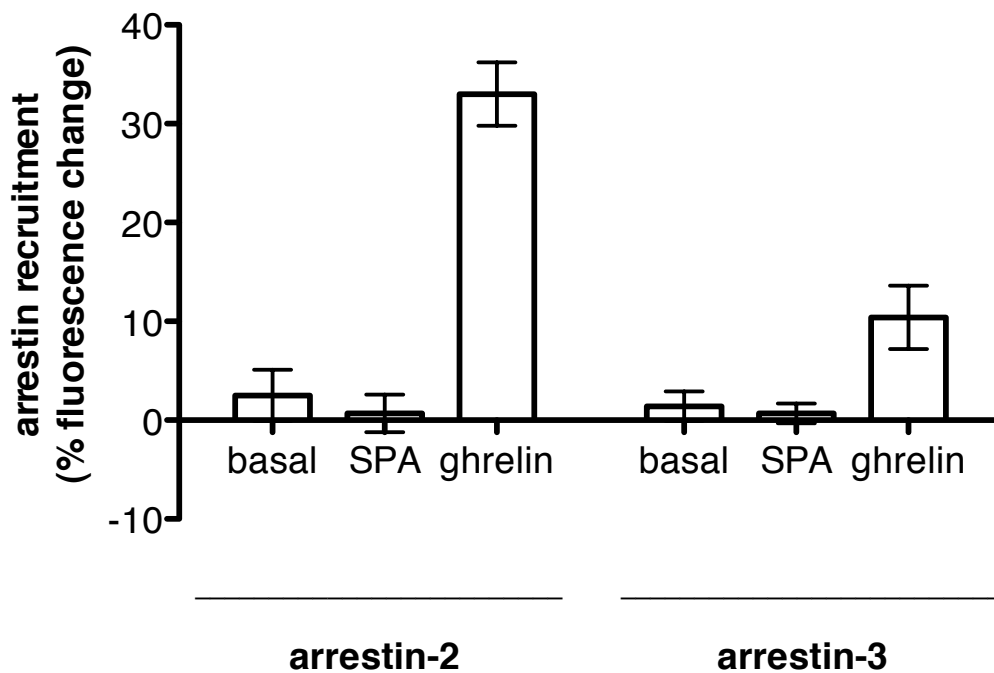 arrestin recruitment
(% fluorescence change)
40
30
20
10
0
-10
basal SPA ghrelin basal SPA ghrelin
arrestin-2 arrestin-3